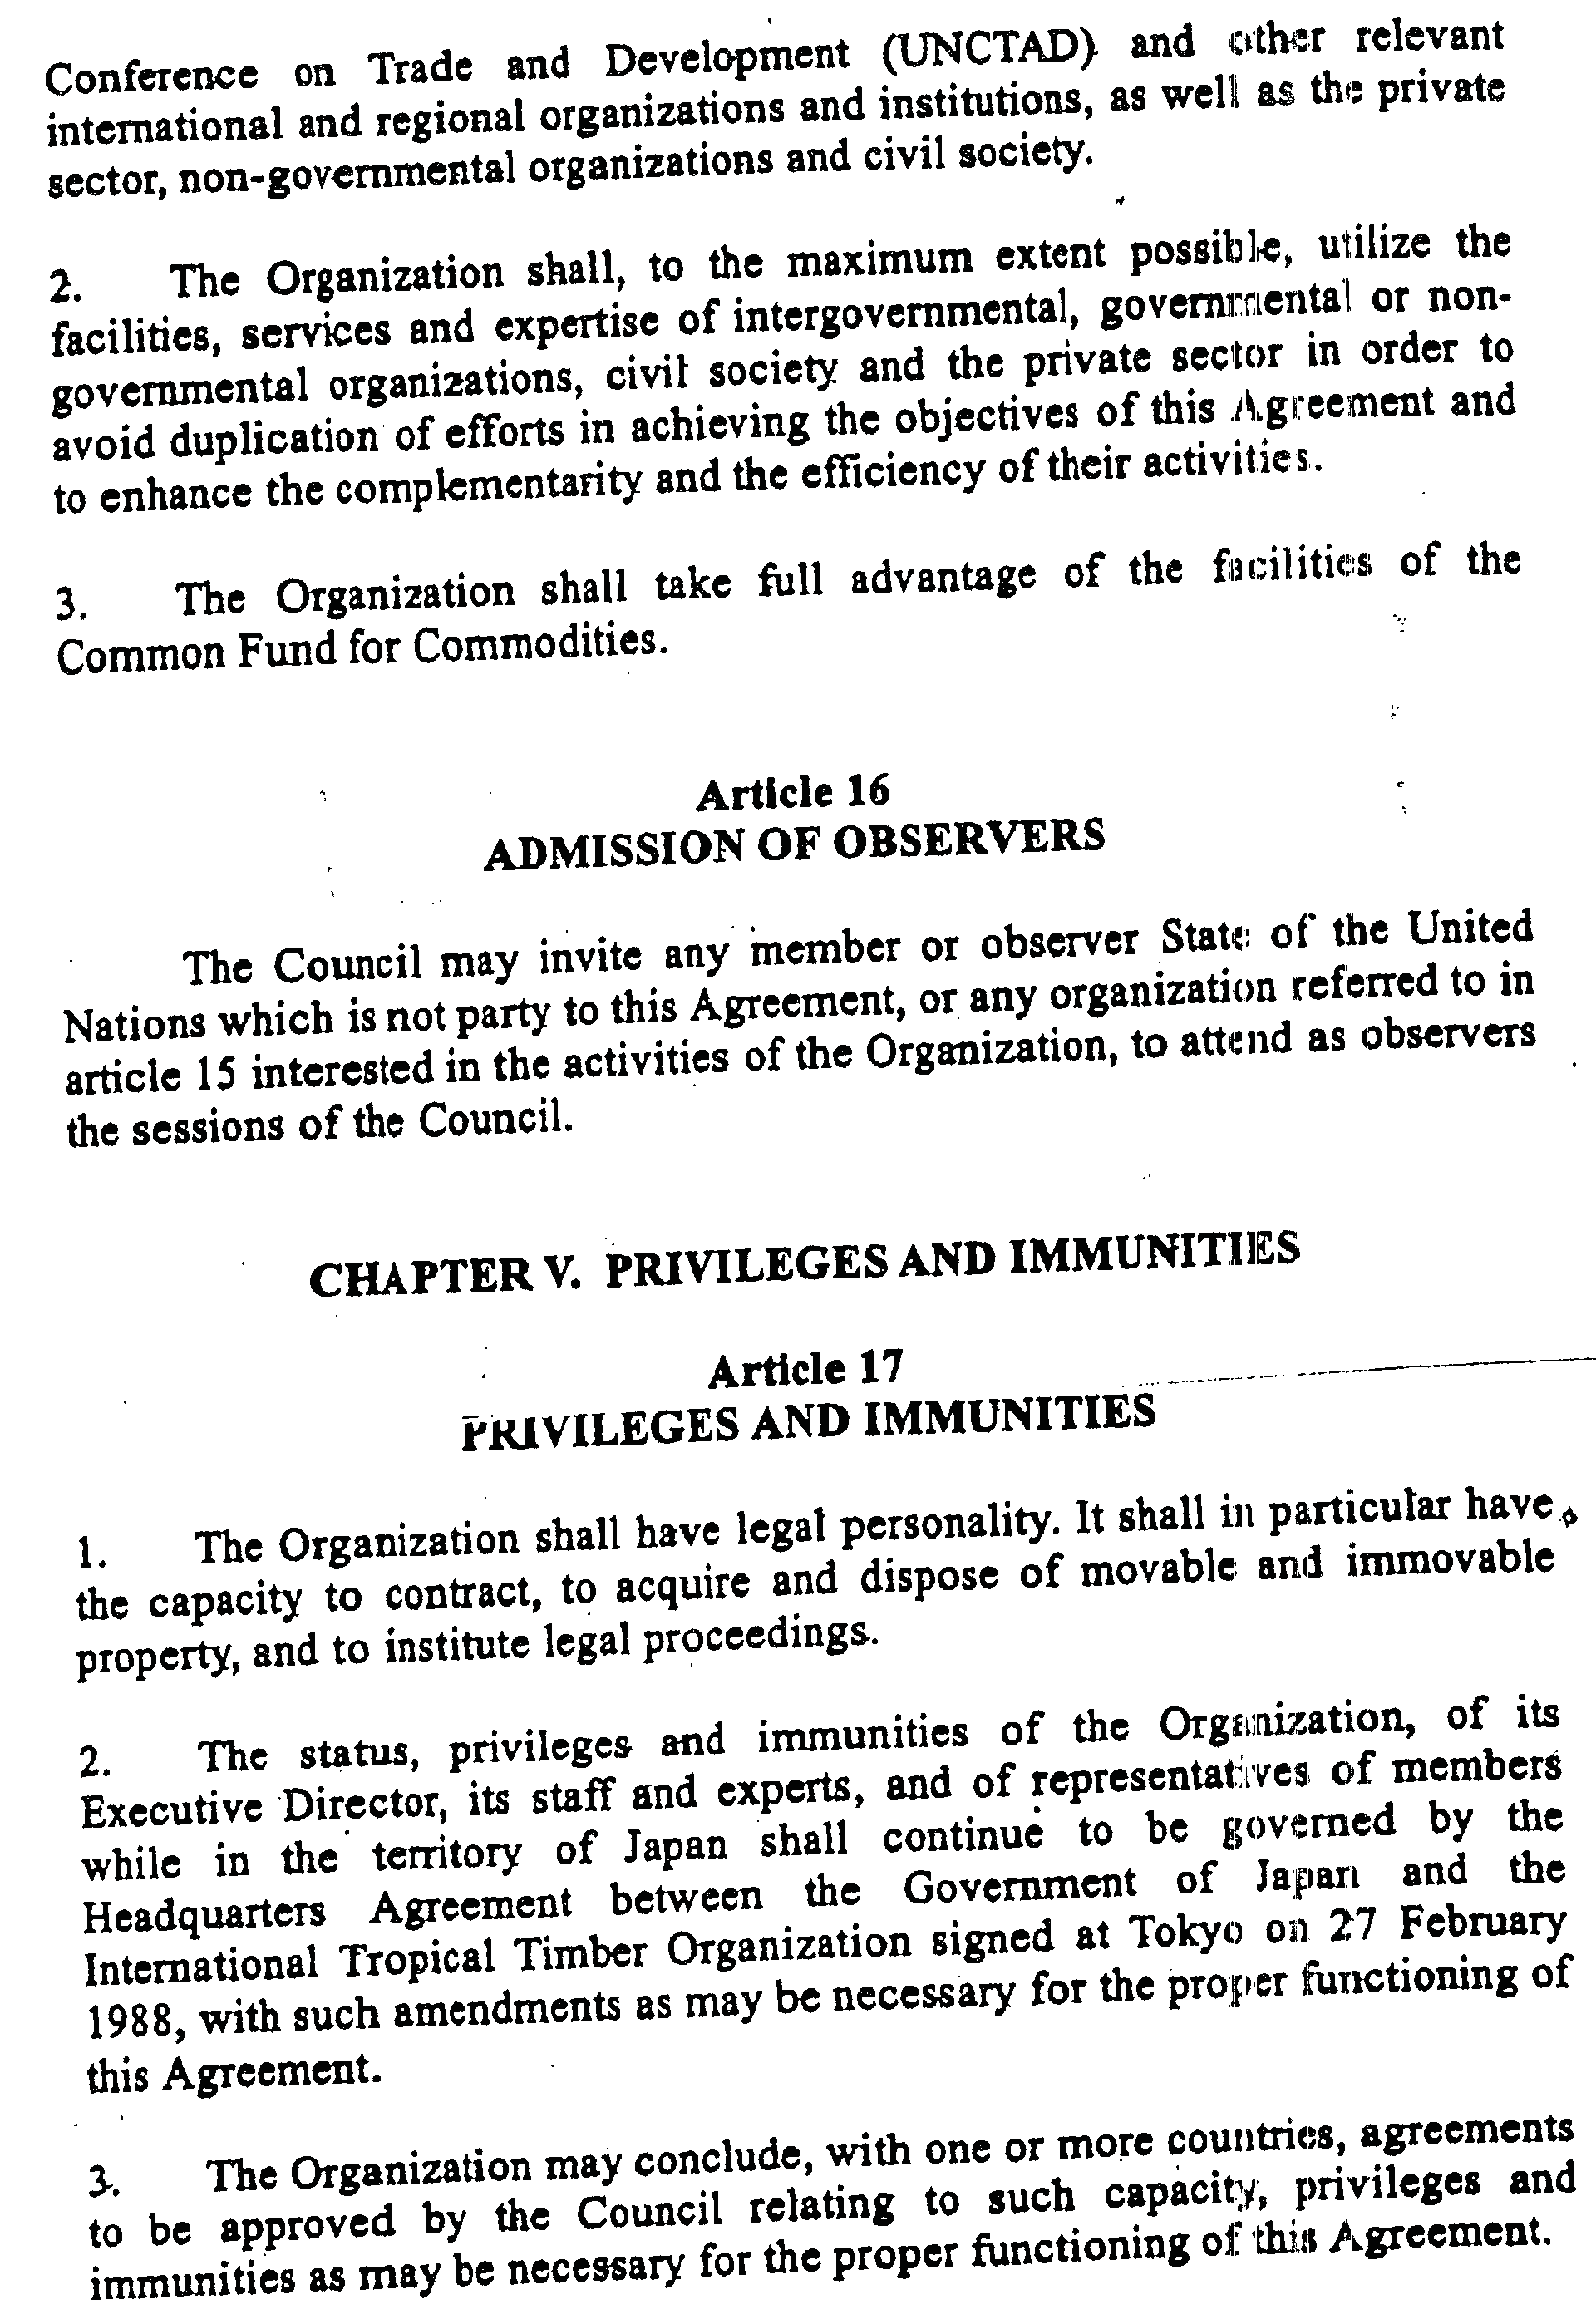 Conference on Trade and Development (UNCTAD) and other relevant
international and regional organizations and institutions, as well as the private
sector, non-governmental organizations and civil society.
2. The Organization shall, to the maximum extent possible, utilize the
facilities, services and expertise of intergovernmental, governmental or non-
governmental organizations, civil society and the private sector in order to
avoid duplication of efforts in achieving the objectives of this Agreement and
to enhance the complementarity and the efficiency of their activities.
3. The Organization shall take full advantage of the facilities of the
Common Fund for Commodities.
Article 16
ADMISSION OF OBSERVERS
The Council may invite any member or observer State of the United
Nations which is not party to this Agreement, or any organization referred to in
article 15 interested in the activities of the Organization, to attend as observers
the sessions of the Council.
CHAPTER V. PRIVILEGES AND IMMUNITIES
Article 17
PRIVILEGES AND IMMUNITIES
1. The Organization shall have legal personality. It shall in particular have
the capacity to contract, to acquire and dispose of movable and immovable
property, and to institute legal proceedings.
2. The status, privileges and immunities of the Organization, of its
Executive Director, its staff and experts, and of representatives of members
while in the territory of Japan shall continue to be governed by the
Headquarters Agreement between the Government of Japan and the
International Tropical Timber Organization signed at Tokyo on 27 February
1988, with such amendments as may be necessary for the proper functioning of
this Agreement.
3. The Organization may conclude, with one or more countries, agreements
to be approved by the Council relating to such capacity, privileges and
immunities as may be necessary for the proper functioning of this Agreement.